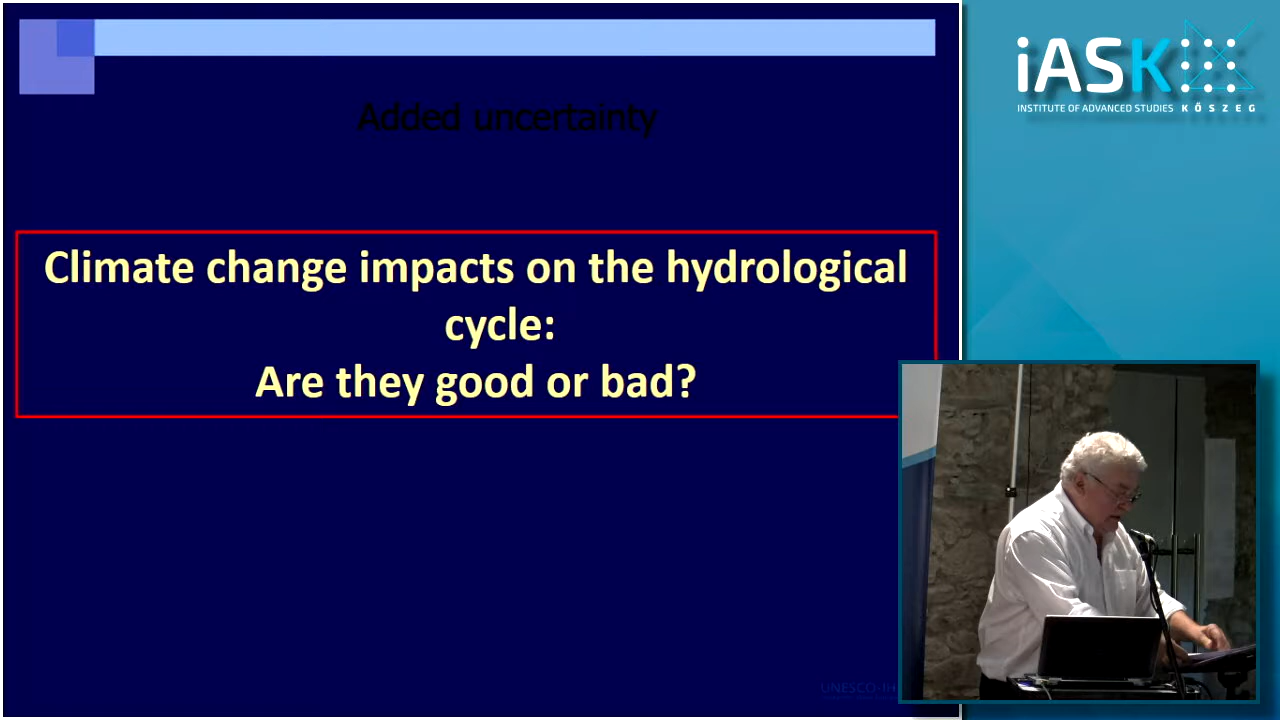 Added uncertainty
Climate change impacts on the hydrological
cycle:
Are they good or bad?
iASK
INSTITUTE OF ADVANCED STUDIES KŐSZEG